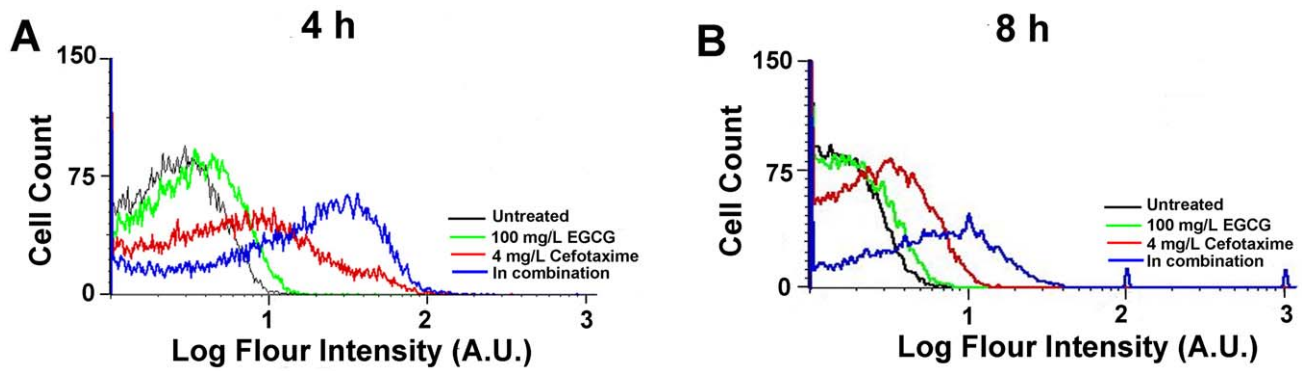 A
4 h
150
75
0
Cell Count
Untreated
100 mg/L EGCG
4 mg/L Cefotaxime
In combination
1
2
3
Log Flour Intensity (A.U.)
B
8 h
150
75
0
Cell Count
Untreated
100 mg/L EGCG
4 mg/L Cefotaxime
In combination
1
2
3
Log Flour Intensity (A.U.)